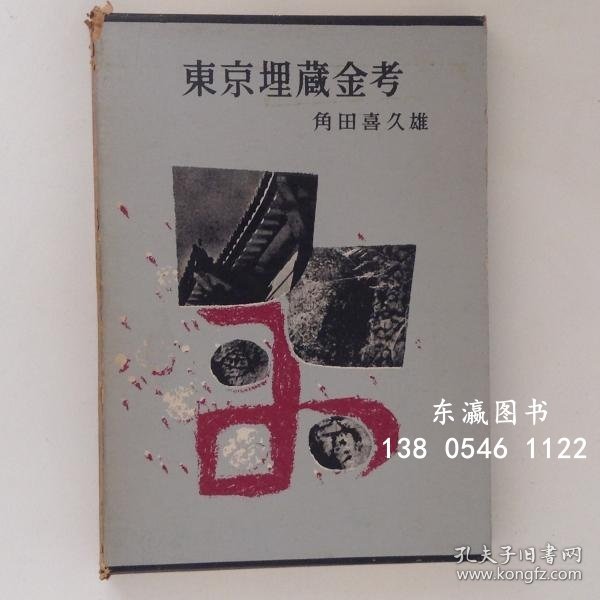 東京埋蔵金考
角田喜久雄
东瀛图书
138 0546 1122
孔夫子旧书网
www.kongfz.com